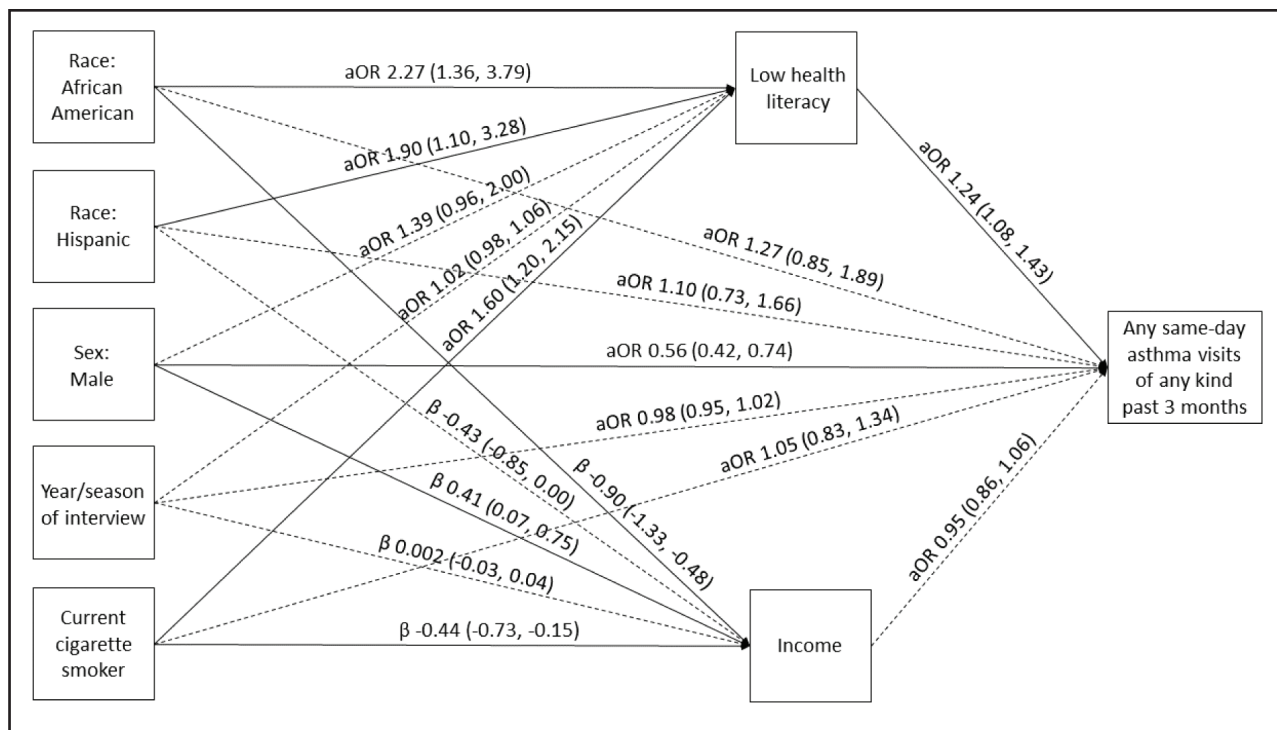 Race:
African
American
Race:
Hispanic
Sex:
Male
Year/season
of interview
Current
cigarette
smoker
aOR 2.27 (1.36, 3.79)
aOR 1.90 (1.10, 3.28)
aOR 1.39 (0.96, 2.00)
aOR 1.02 (0.98, 1.06)
aOR 1.60 (1.20, 2.15)
aOR 1.27 (0.85, 1.89)
aOR 1.10 (0.73, 1.66)
aOR 0.56 (0.42, 0.74)
aOR 0.98 (0.95, 1.02)
aOR 1.05 (0.83, 1.34)
β -0.43 (-0.85, 0.00)
β -0.90 (-1.33, -0.48)
β 0.41 (0.07, 0.75)
β 0.002 (-0.03, 0.04)
β -0.44 (-0.73, -0.15)
Low health
literacy
Income
aOR 1.24 (1.08, 1.43)
aOR 0.95 (0.86, 1.06)
Any same-day
asthma visits
of any kind
past 3 months